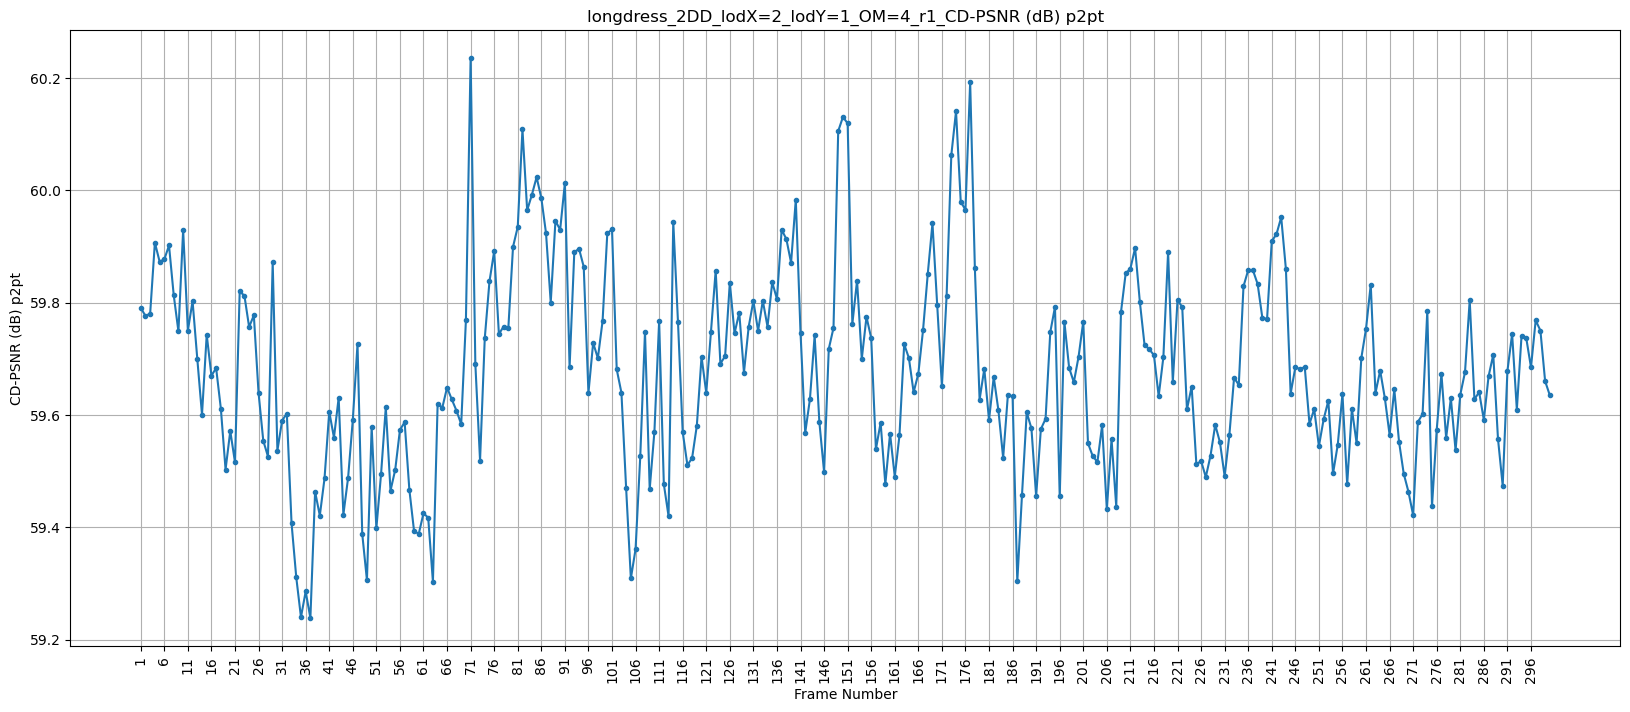 longdress_2DD_lodX=2_lodY=1_OM=4_r1_CD-PSNR (dB) p2pt
CD-PSNR (dB) p2pt
60.2
60.0
59.8
59.6
59.4
59.2
1 6 11 16 21 26 31 36 41 46 51 56 61 66 71 76 81 86 91 96 101 106 111 116 121 126 131 136 141 146 151 156 161 166 171 176 181 186 191 196 201 206 211 216 221 226 231 236 241 246 251 256 261 266 271 276 281 286 291 296
Frame Number